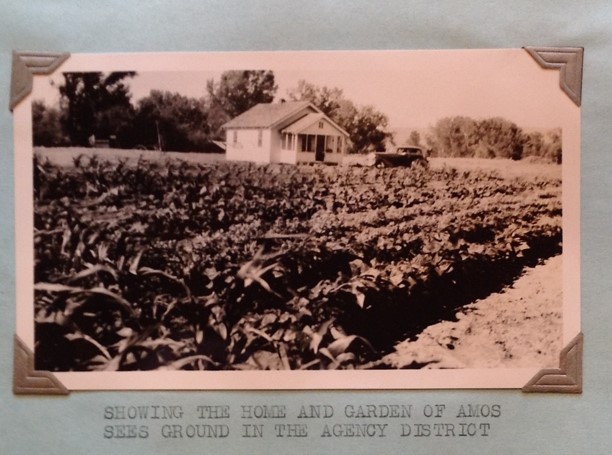 SHOWING THE HOME AND GARDEN OF AMOS
SEES GROUND IN THE AGENCY DISTRICT